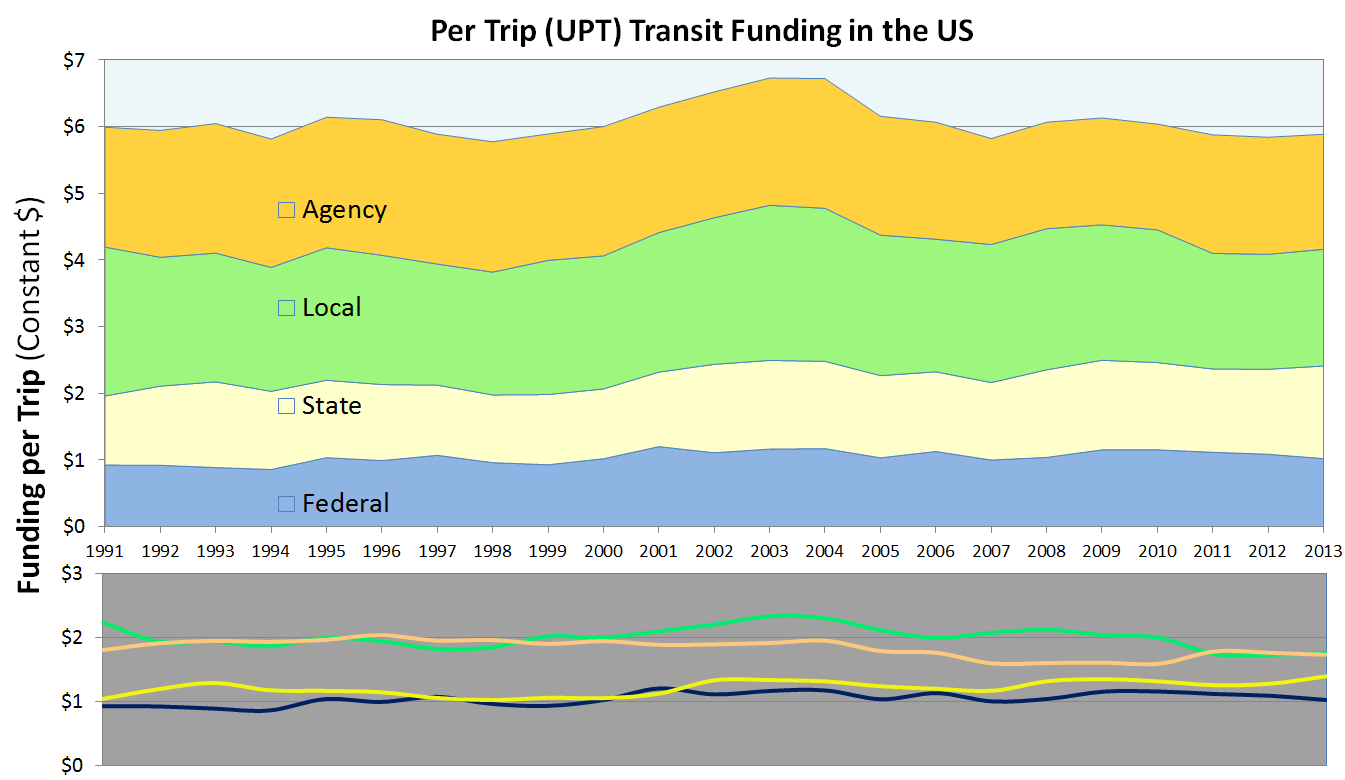 Per Trip (UPT) Transit Funding in the US
Funding per Trip (Constant $)
$7
$6
$5
$4
$3
$2
$1
$0
Agency
Local
State
Federal
1991 1992 1993 1994 1995 1996 1997 1998 1999 2000 2001 2002 2003 2004 2005 2006 2007 2008 2009 2010 2011 2012 2013
$3
$2
$1
$0